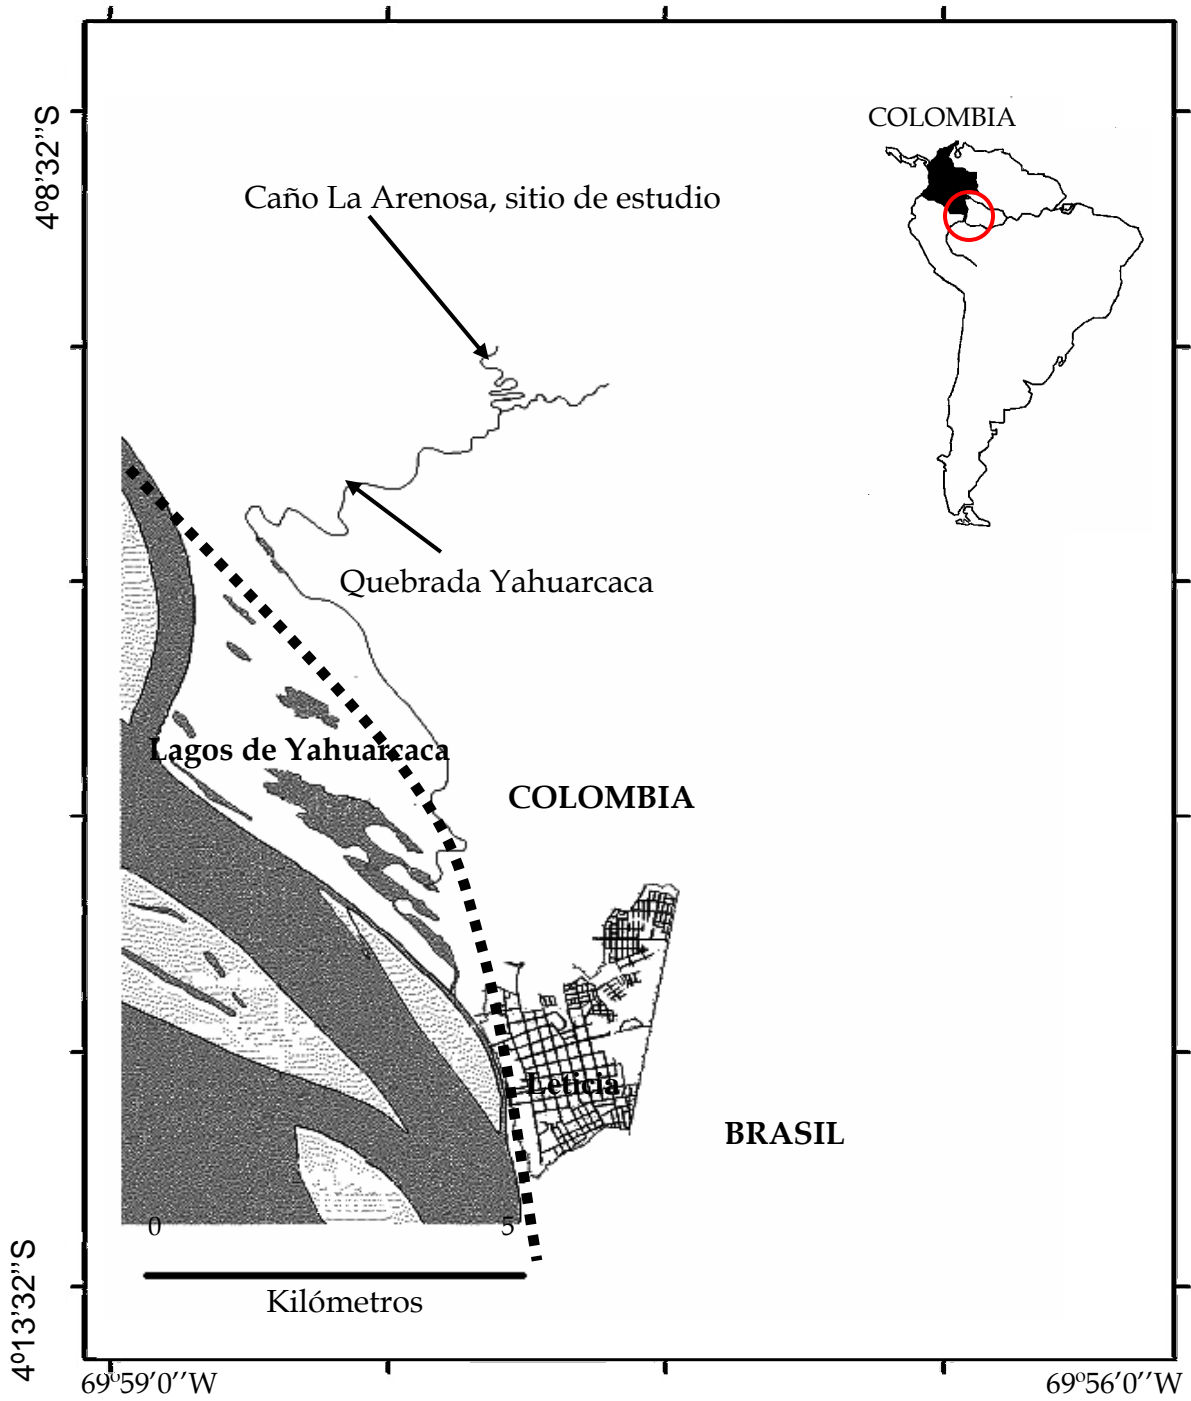 4º8'32"S
COLOMBIA
Caño La Arenosa, sitio de estudio
Quebrada Yahuarcaca
Lagos de Yahuarcaca
COLOMBIA
Leticia
BRASIL
0 5
Kilómetros
4º13'32"S
69º59'0''W 69º56'0''W